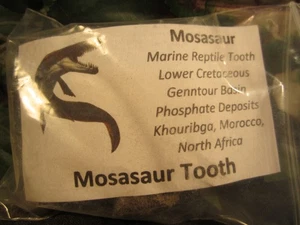 Mosasaur
Marine Reptile Tooth
Lower Cretaceous
Genntour Basin
Phosphate Deposits
Khouribga, Morocco,
North Africa
Mosasaur Tooth